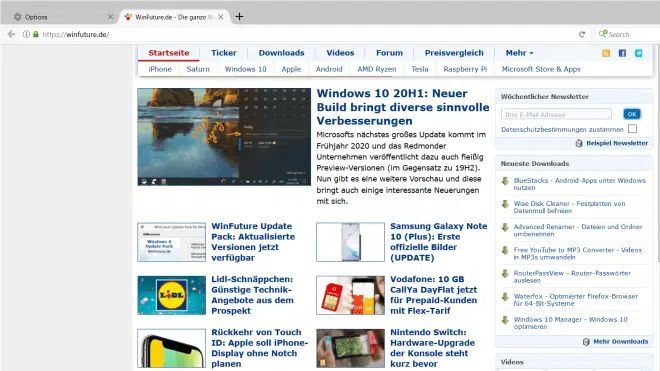 Options
WinFuture.de - Die ganze W
https://winfuture.de/
Search
Startseite Ticker Downloads Videos Forum Preisvergleich Mehr
iPhone Saturn Windows 10 Apple Android AMD Ryzen Tesla Raspberry Pi Microsoft Store & Apps
Windows 10 20H1: Neuer
Build bringt diverse sinnvolle
Verbesserungen
Microsofts nächstes großes Update kommt im
Frühjahr 2020 und das Redmonder
Unternehmen veröffentlicht dazu auch fleißig
Preview-Versionen (im Gegensatz zu 19H2).
Nun gibt es eine weitere Vorschau und diese
bringt auch einige interessante Neuerungen
mit sich.
WinFuture Update
Pack: Aktualisierte
Versionen jetzt
verfügbar
Samsung Galaxy Note
10 (Plus): Erste
offizielle Bilder
(UPDATE)
LIDL
Lidl-Schnäppchen:
Günstige Technik-
Angebote aus dem
Prospekt
Vodafone: 10 GB
CallYa DayFlat jetzt
für Prepaid-Kunden
mit Flex-Tarif
Rückkehr von Touch
ID: Apple soll iPhone-
Display ohne Notch
planen
Nintendo Switch:
Hardware-Upgrade
der Konsole steht
kurz bevor
Wöchentlicher Newsletter
Ihre E-Mail Adresse OK
Datenschutzbestimmungen zustimmen
Beispiel Newsletter
Neueste Downloads
BlueStacks - Android-Apps unter Windows
nutzen
Wise Disk Cleaner - Festplatten von
Datenmüll befreien
Advanced Renamer - Dateien und Ordner
umbenennen
Free YouTube to MP3 Converter - Videos
in MP3s umwandeln
RouterPassView - Router-Passwörter
auslesen
Waterfox - Optimierter Firefox-Browser
für 64-Bit-Systeme
Windows 10 Manager - Windows 10
optimieren
Mehr Downloads
Videos